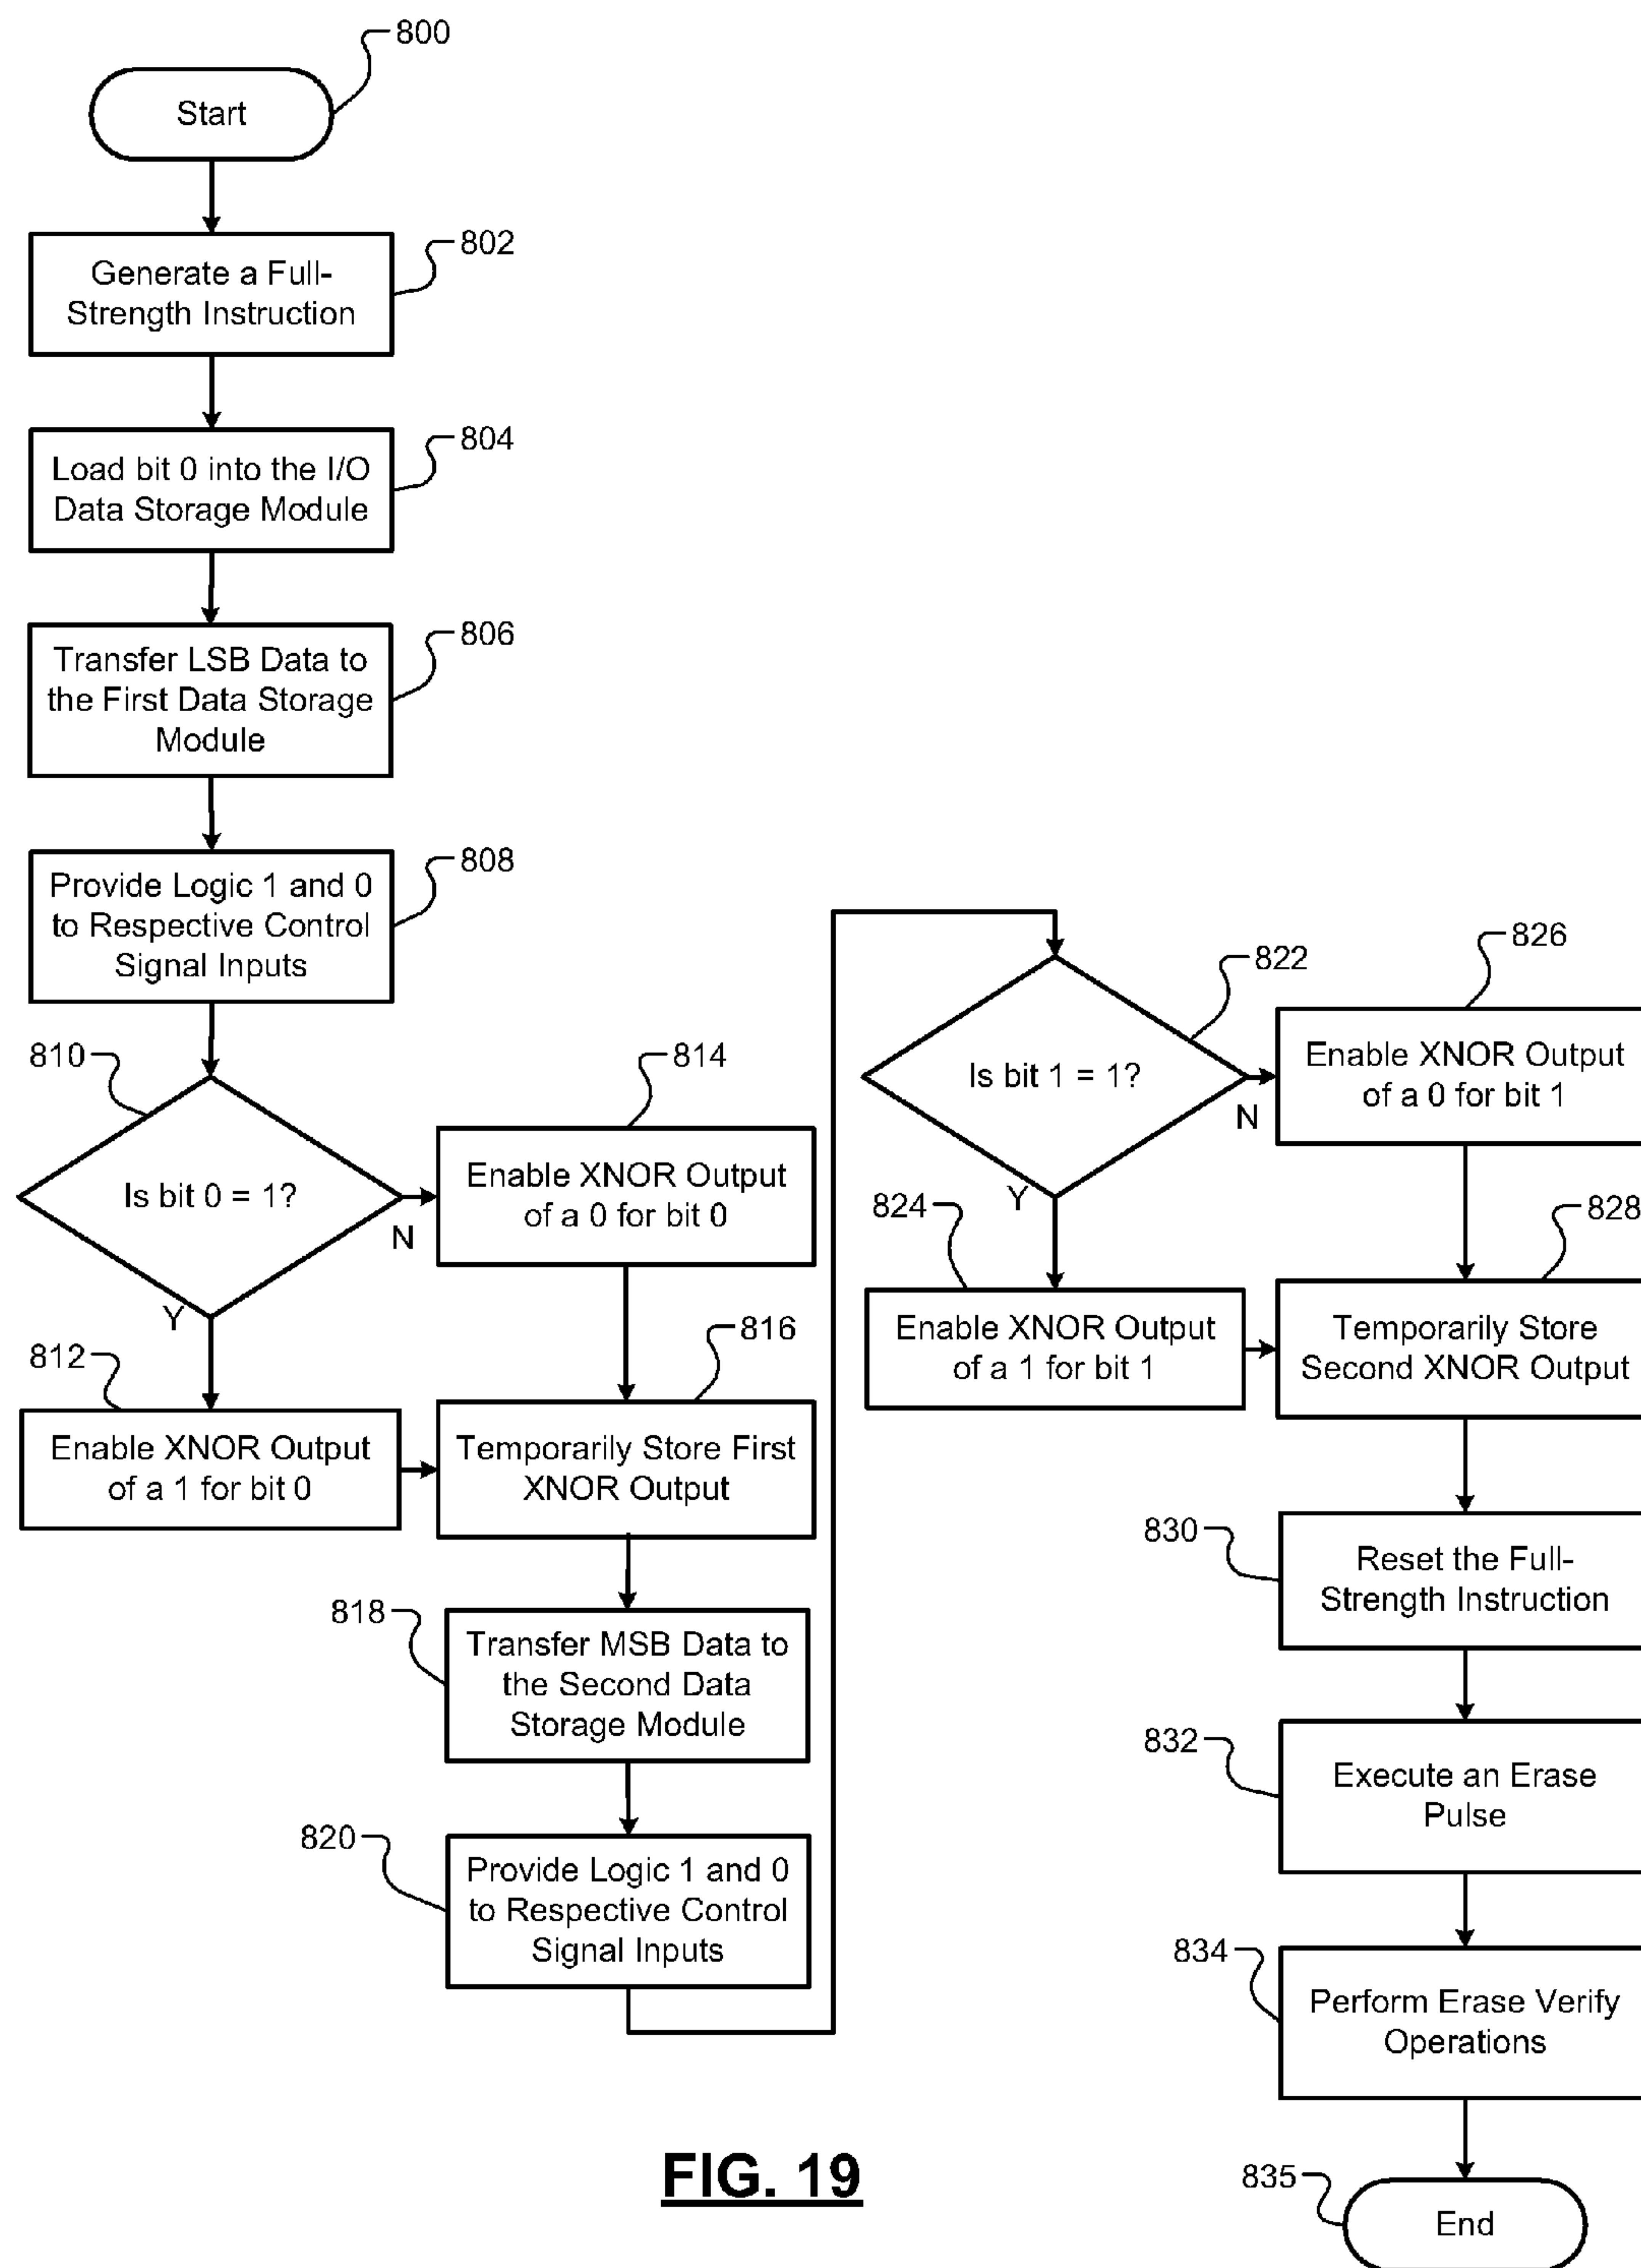 800
Start
802
Generate a Full-
Strength Instruction
804
Load bit 0 into the I/O
Data Storage Module
806
Transfer LSB Data to
the First Data Storage
Module
808
Provide Logic 1 and 0
to Respective Control
Signal Inputs
810
Is bit 0 = 1?
N
Y
814
Enable XNOR Output
of a 0 for bit 0
812
Enable XNOR Output
of a 1 for bit 0
816
Temporarily Store First
XNOR Output
818
Transfer MSB Data to
the Second Data
Storage Module
820
Provide Logic 1 and 0
to Respective Control
Signal Inputs
822
Is bit 1 = 1?
N
Y
826
Enable XNOR Output
of a 0 for bit 1
824
Enable XNOR Output
of a 1 for bit 1
828
Temporarily Store
Second XNOR Output
830
Reset the Full-
Strength Instruction
832
Execute an Erase
Pulse
834
Perform Erase Verify
Operations
835
End
FIG. 19